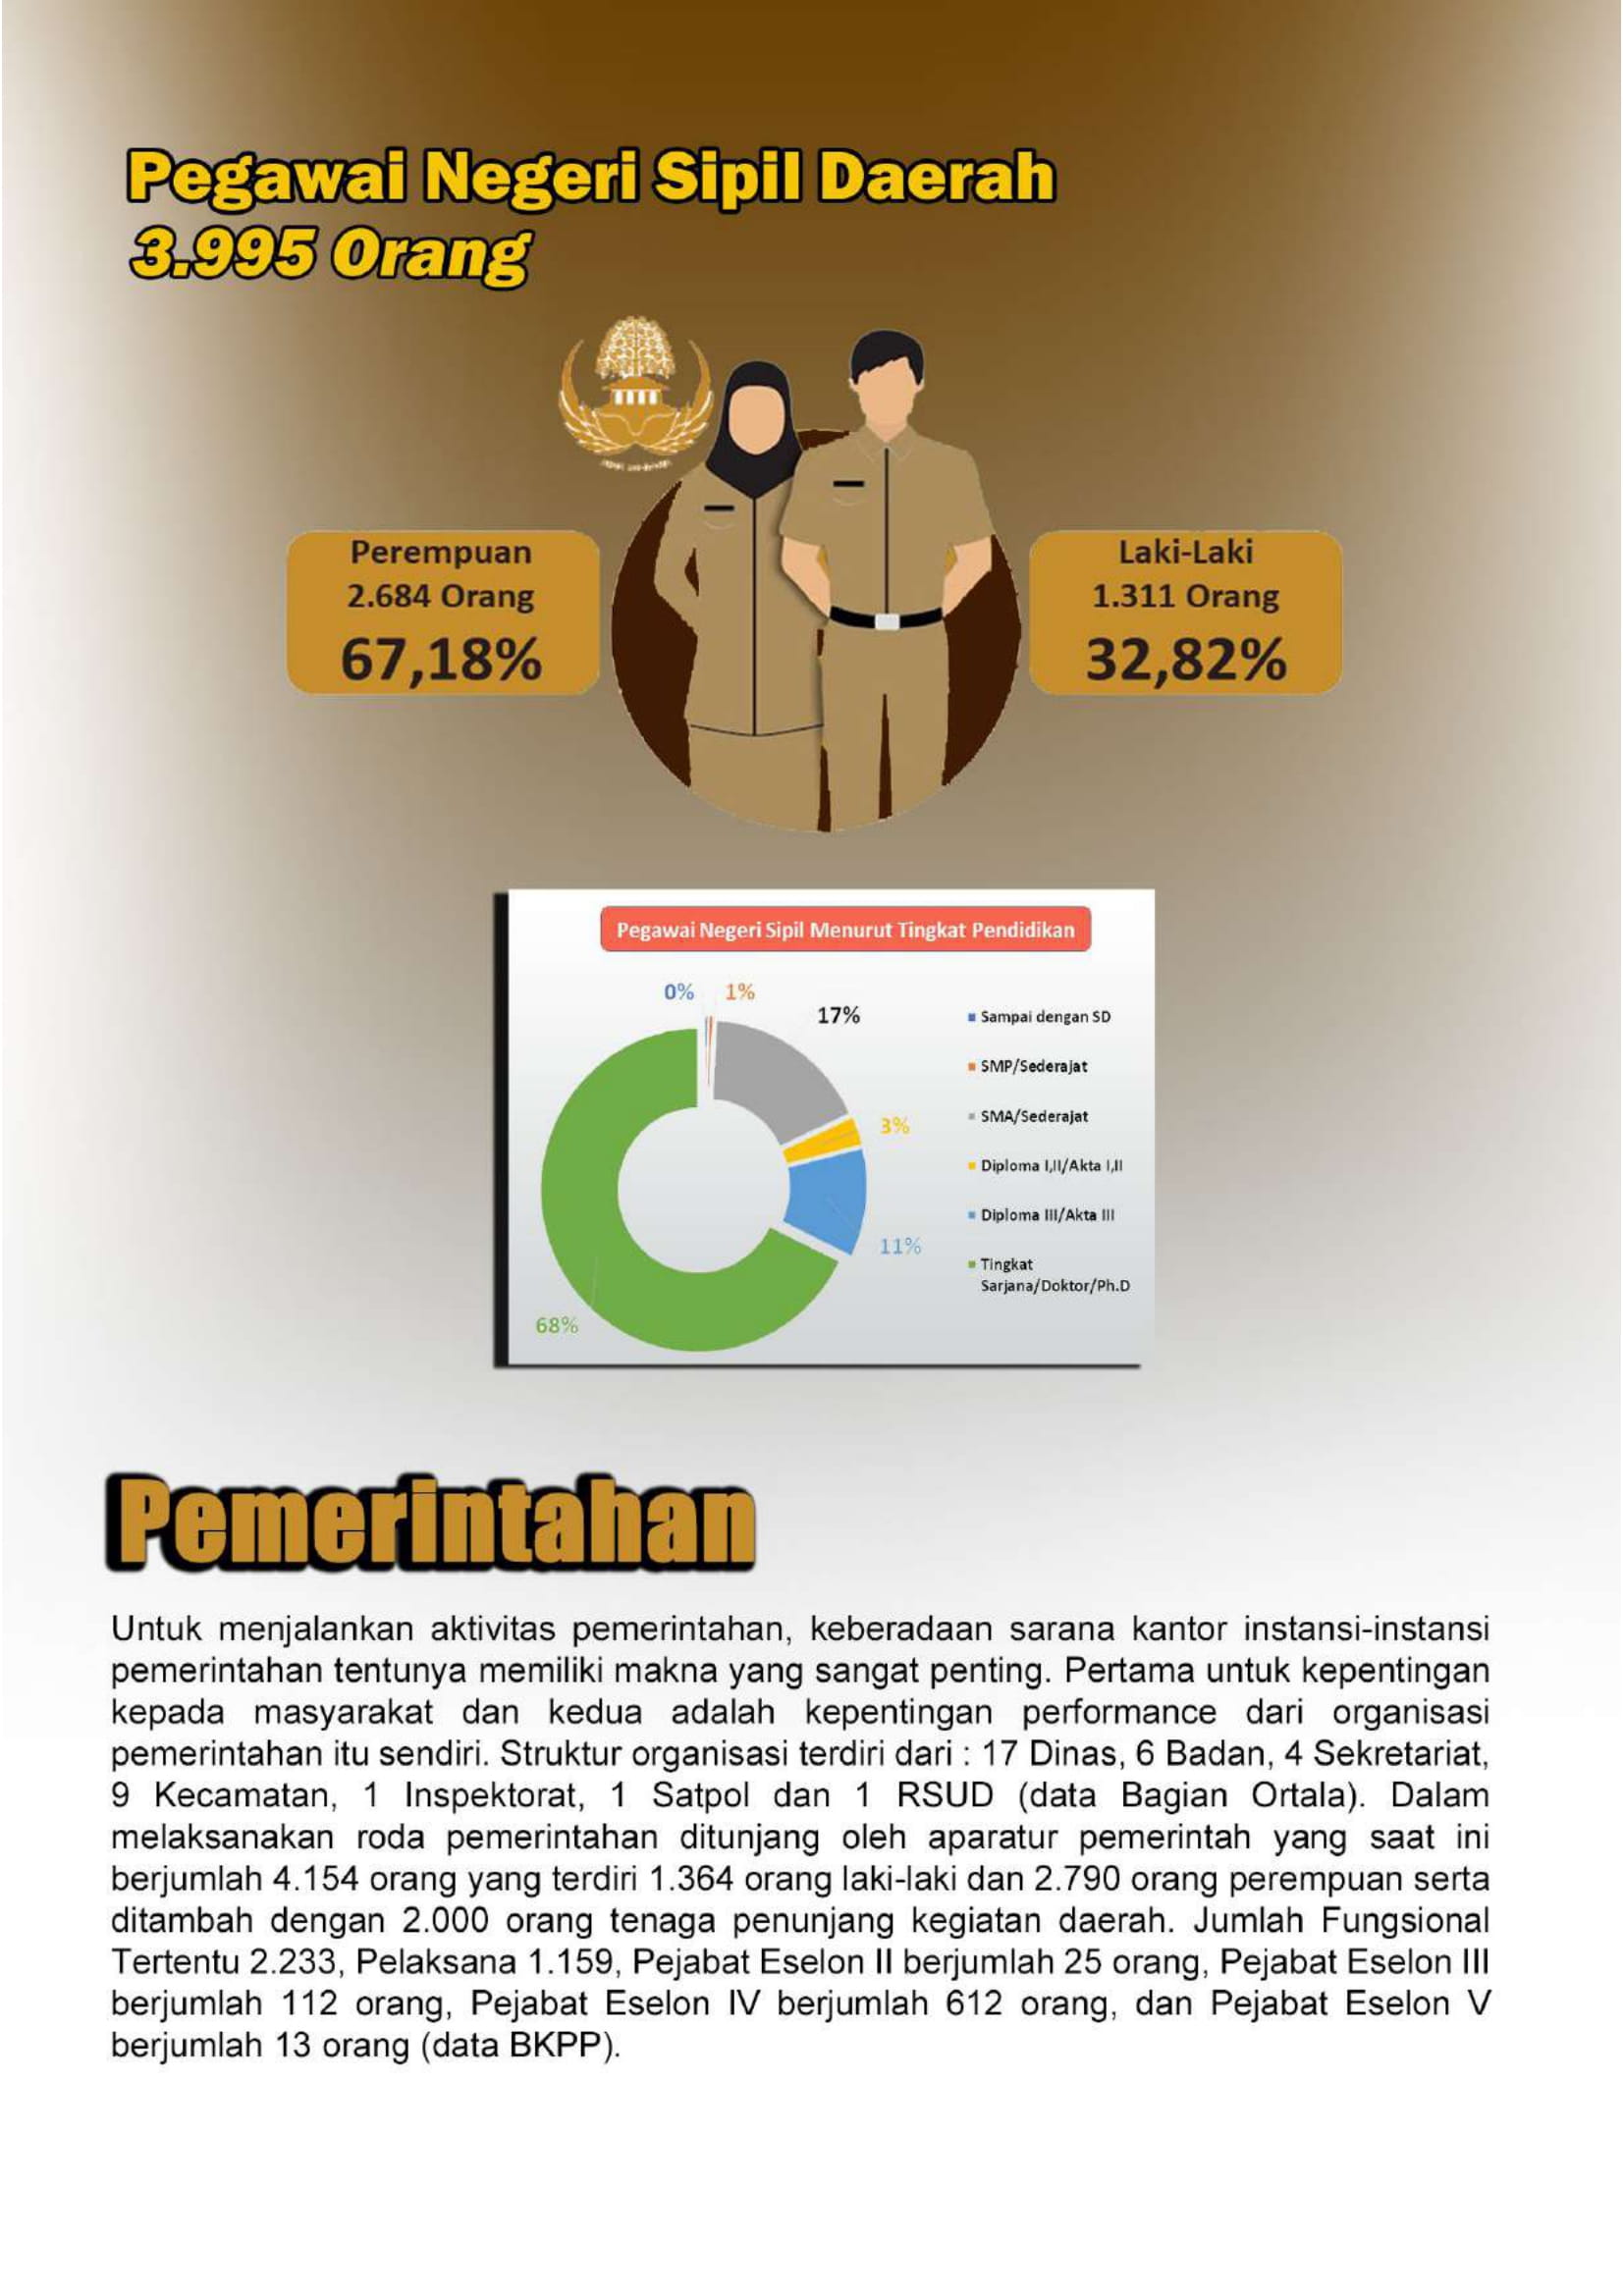 Pegawai Negeri Sipil Daerah
3.995 Orang
Perempuan
2.684 Orang
67,18%
Laki-Laki
1.311 Orang
32,82%
Pegawai Negeri Sipil Menurut Tingkat Pendidikan
0%
1%
17%
3%
11%
68%
Sampai dengan SD
SMP/Sederajat
SMA/Sederajat
Diploma I,II/Akta I,II
Diploma III/Akta III
Tingkat
Sarjana/Doktor/Ph.D
Pemerintahan
Untuk menjalankan aktivitas pemerintahan, keberadaan sarana kantor instansi-instansi
pemerintahan tentunya memiliki makna yang sangat penting. Pertama untuk kepentingan
kepada masyarakat dan kedua adalah kepentingan performance dari organisasi
pemerintahan itu sendiri. Struktur organisasi terdiri dari : 17 Dinas, 6 Badan, 4 Sekretariat,
9 Kecamatan, 1 Inspektorat, 1 Satpol dan 1 RSUD (data Bagian Ortala). Dalam
melaksanakan roda pemerintahan ditunjang oleh aparatur pemerintah yang saat ini
berjumlah 4.154 orang yang terdiri 1.364 orang laki-laki dan 2.790 orang perempuan serta
ditambah dengan 2.000 orang tenaga penunjang kegiatan daerah. Jumlah Fungsional
Tertentu 2.233, Pelaksana 1.159, Pejabat Eselon II berjumlah 25 orang, Pejabat Eselon III
berjumlah 112 orang, Pejabat Eselon IV berjumlah 612 orang, dan Pejabat Eselon V
berjumlah 13 orang (data BKPP).